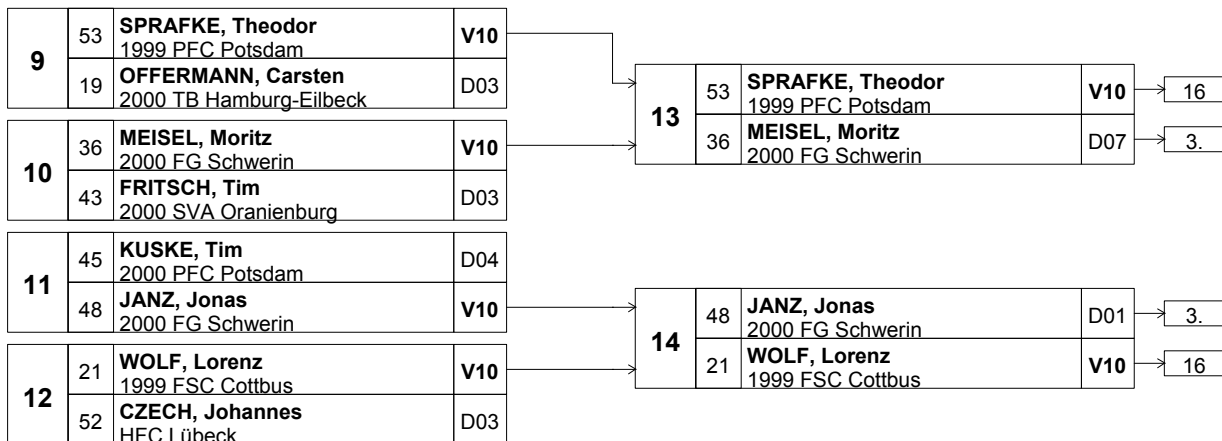 9
53
SPRAFKE, Theodor
1999 PFC Potsdam
V10
19
OFFERMANN, Carsten
2000 TB Hamburg-Eilbeck
D03
10
36
MEISEL, Moritz
2000 FG Schwerin
V10
43
FRITSCH, Tim
2000 SVA Oranienburg
D03
11
45
KUSKE, Tim
2000 PFC Potsdam
D04
48
JANZ, Jonas
2000 FG Schwerin
V10
12
21
WOLF, Lorenz
1999 FSC Cottbus
V10
52
CZECH, Johannes
HFC Lübeck
D03
13
53
SPRAFKE, Theodor
1999 PFC Potsdam
V10
16
36
MEISEL, Moritz
2000 FG Schwerin
D07
3.
14
48
JANZ, Jonas
2000 FG Schwerin
D01
3.
21
WOLF, Lorenz
1999 FSC Cottbus
V10
16